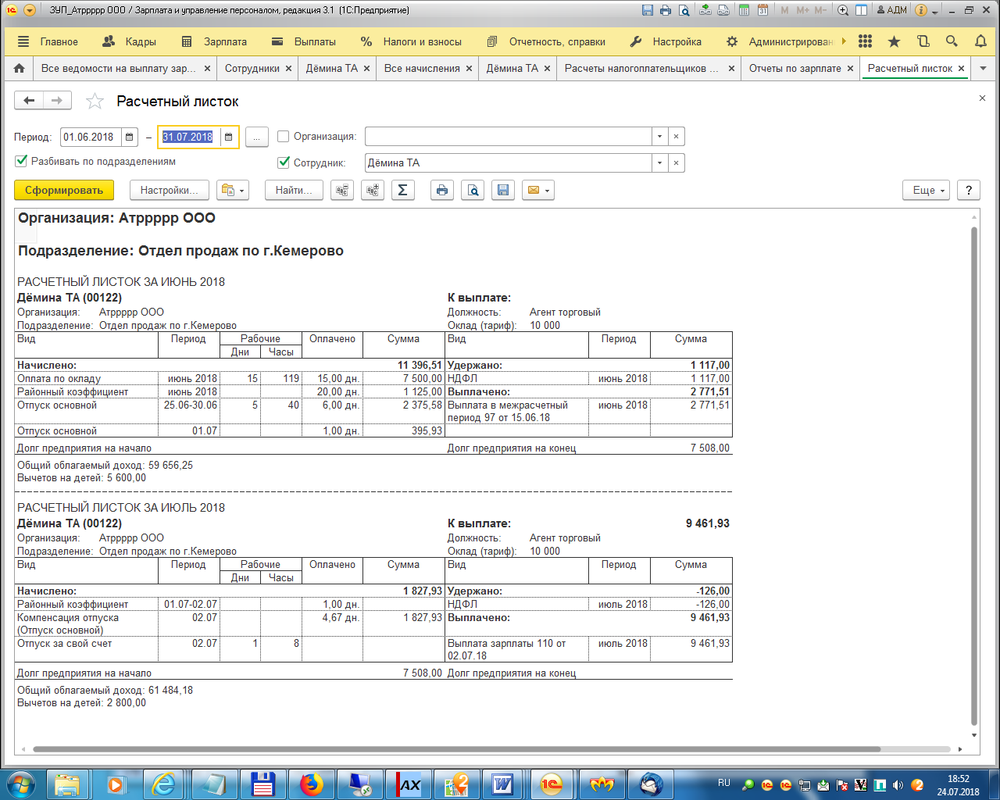 ЗУП_Атррррр ООО / Зарплата и управление персоналом, редакция 3.1 (1С:Предприятие)
M M+ M- АДМ
Главное Кадры Зарплата Выплаты % Налоги и взносы Отчетность, справки Настройка Администрирован
Все ведомости на выплату зар... × Сотрудники × Дёмина ТА × Все начисления × Дёмина ТА × Расчеты налогоплательщиков ... × Отчеты по зарплате × Расчетный листок ×
Расчетный листок
Период: 01.06.2018 – 31.07.2018 ... Организация:
Разбивать по подразделениям Сотрудник: Дёмина ТА
Сформировать Настройки... Найти... Σ Еще ?
Организация: Атррррр ООО
Подразделение: Отдел продаж по г.Кемерово
РАСЧЕТНЫЙ ЛИСТОК ЗА ИЮНЬ 2018
Дёмина ТА (00122) К выплате:
Организация: Атррррр ООО Должность: Агент торговый
Подразделение: Отдел продаж по г.Кемерово Оклад (тариф): 10 000
Вид Период Рабочие Оплачено Сумма Вид Период Сумма
Дни Часы
Начислено: 11 396,51 Удержано: 1 117,00
Оплата по окладу июнь 2018 15 119 15,00 дн. 7 500,00 НДФЛ июнь 2018 1 117,00
Районный коэффициент июнь 2018 20,00 дн. 1 125,00 Выплачено: 2 771,51
Отпуск основной 25.06-30.06 5 40 6,00 дн. 2 375,58 Выплата в межрасчетный июнь 2018 2 771,51
период 97 от 15.06.18
Отпуск основной 01.07 1,00 дн. 395,93
Долг предприятия на начало Долг предприятия на конец 7 508,00
Общий облагаемый доход: 59 656,25
Вычетов на детей: 5 600,00
РАСЧЕТНЫЙ ЛИСТОК ЗА ИЮЛЬ 2018
Дёмина ТА (00122) К выплате: 9 461,93
Организация: Атррррр ООО Должность: Агент торговый
Подразделение: Отдел продаж по г.Кемерово Оклад (тариф): 10 000
Вид Период Рабочие Оплачено Сумма Вид Период Сумма
Дни Часы
Начислено: 1 827,93 Удержано: -126,00
Районный коэффициент 01.07-02.07 1,00 дн. НДФЛ июль 2018 -126,00
Компенсация отпуска 02.07 4,67 дн. 1 827,93 Выплачено: 9 461,93
(Отпуск основной)
Отпуск за свой счет 02.07 1 8 Выплата зарплаты 110 от июль 2018 9 461,93
02.07.18
Долг предприятия на начало 7 508,00 Долг предприятия на конец
Общий облагаемый доход: 61 484,18
Вычетов на детей: 2 800,00
AX RU 18:52
24.07.2018